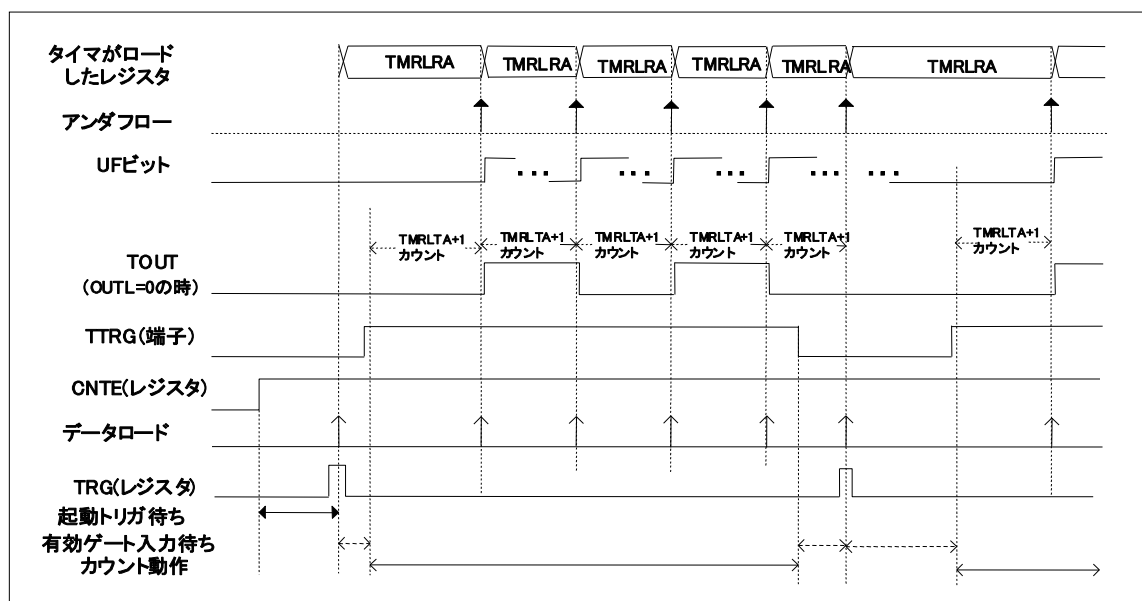 タイマがロード
したレジスタ
TMRLRA TMRLRA TMRLRA TMRLRA TMRLRA TMRLRA
アンダフロー
UFビット
TMRLTA+1 TMRLTA+1 TMRLTA+1 TMRLTA+1 TMRLTA+1 TMRLTA+1
カウント カウント カウント カウント カウント カウント
TOUT
(OUTL=0の時)
TTRG(端子)
CNTE(レジスタ)
データロード
TRG(レジスタ)
起動トリガ待ち
有効ゲート入力待ち
カウント動作